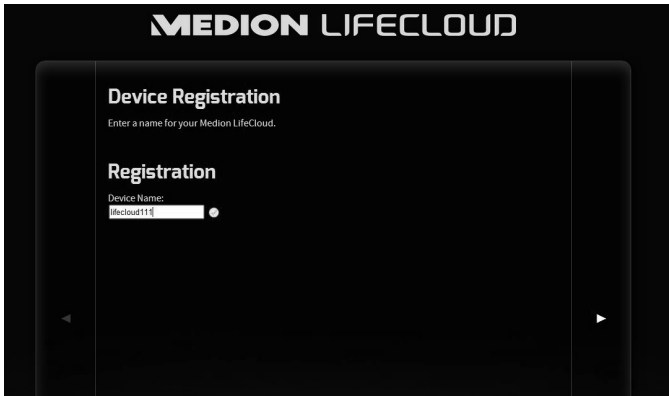 MEDION LIFECLOUD
Device Registration
Enter a name for your Medion LifeCloud.
Registration
Device Name:
lifecloud111